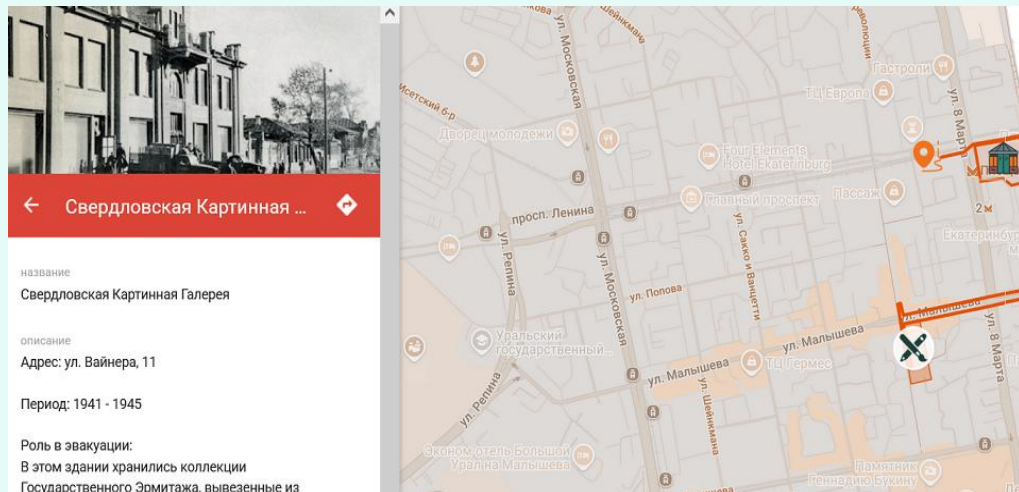 Свердловская Картинная ...
название
Свердловская Картинная Галерея
описание
Адрес: ул. Вайнера, 11
Период: 1941 - 1945
Роль в эвакуации:
В этом здании хранились коллекции
Государственного Эрмитажа, вывезенные из
ул. Шейнкмана
ул. Московская
революции
Гастроли
ТЦ Европа
Исетский б-р
Дворец молодежи
Four Elements
Hotel Ekaterinburg
ул. 8 Марта
Главный проспект
Пассаж
просп. Ленина
2м
ул. Репина
ул. Московская
ул. Сакко и Ванцетти
ул. Попова
ул. Малышева
Уральский
государственный...
ул. Малышева
ул. 8 Марта
ТЦ Гермес
ул. Малышева
ул. Репина
ул. Шейнкмана
Эконом отель Большой
Урал на Малышева
Памятник
Геннадию Букину